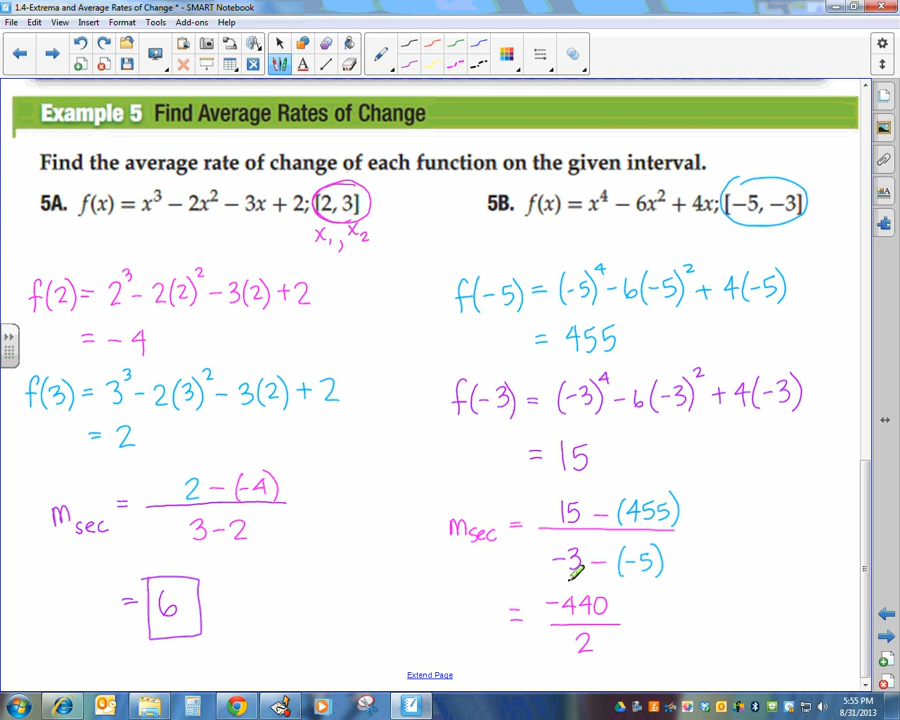 1.4-Extrema and Average Rates of Change * - SMART Notebook
File Edit View Insert Format Tools Add-ons Help
Example 5 Find Average Rates of Change
Find the average rate of change of each function on the given interval.
5A. f(x) = x³ − 2x² − 3x + 2; [2, 3]
x₁, x₂
f(2) = 2³ − 2(2)² − 3(2) + 2
= −4
f(3) = 3³ − 2(3)² − 3(2) + 2
= 2
m sec = 2 − (−4)
3 − 2
= 6
5B. f(x) = x⁴ − 6x² + 4x; [−5, −3]
f(−5) = (−5)⁴ − 6(−5)² + 4(−5)
= 455
f(−3) = (−3)⁴ − 6(−3)² + 4(−3)
= 15
m sec = 15 − (455)
−3 − (−5)
= −440
2
Extend Page
5:55 PM
8/31/2013